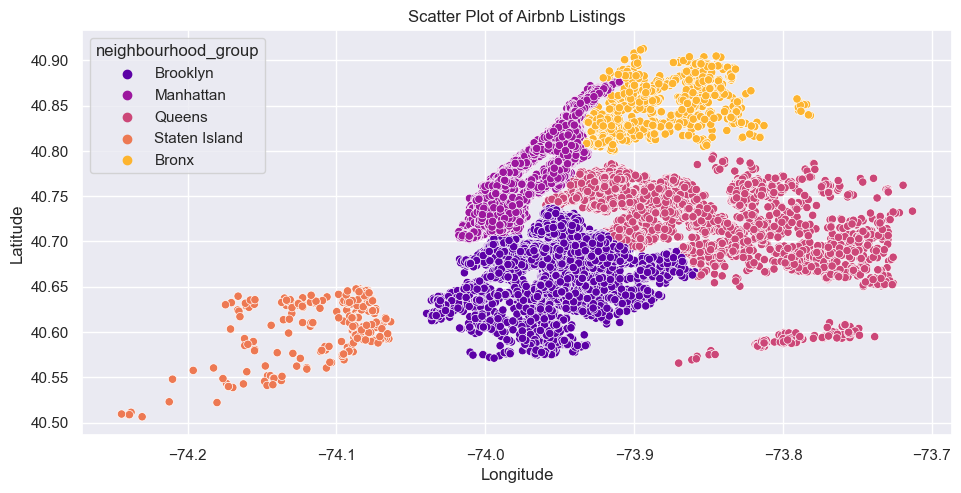 Scatter Plot of Airbnb Listings
neighbourhood_group
Brooklyn
Manhattan
Queens
Staten Island
Bronx
40.90
40.85
40.80
40.75
40.70
40.65
40.60
40.55
40.50
Latitude
−74.2 −74.1 −74.0 −73.9 −73.8 −73.7
Longitude